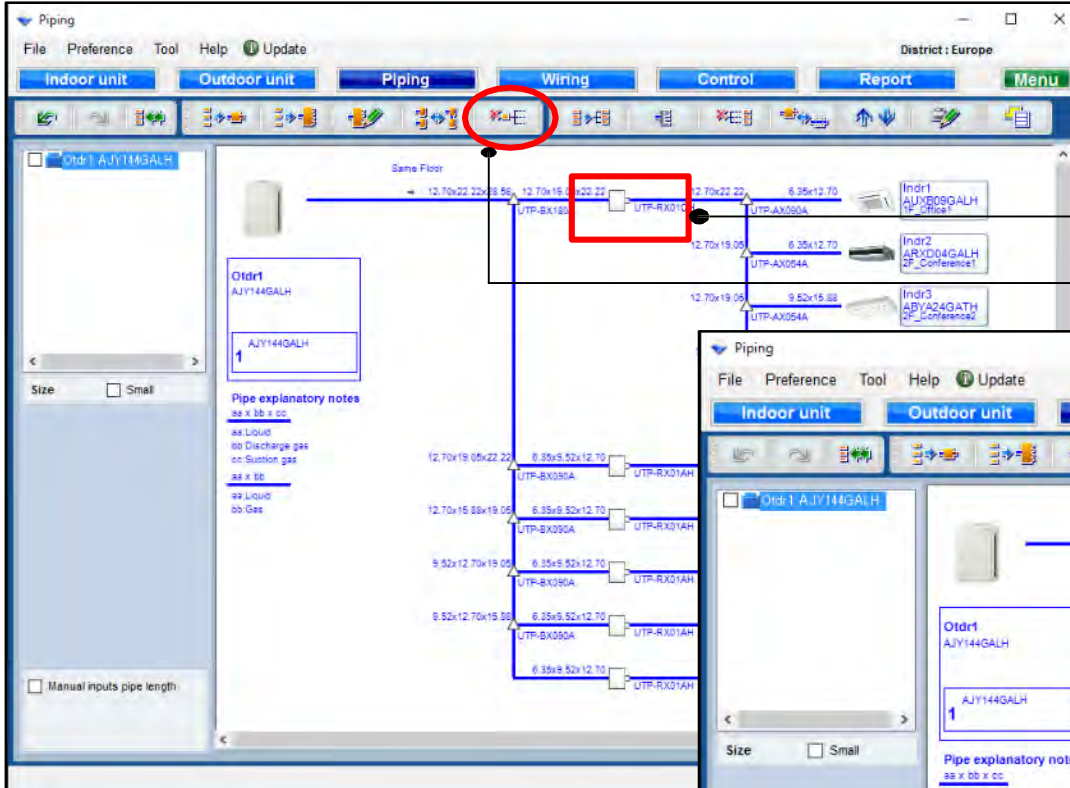 Piping
File Preference Tool Help Update
District : Europe
Indoor unit Outdoor unit Piping Wiring Control Report Menu
Otdr1 AJY144GALH
Same Floor
12.70x22.22x28.58 12.70x19.05x22.22 12.70x22.22 6.35x12.70
UTP-BX180A UTP-RX01 UTP-AX090A
Indr1
AUXB09GALH
1F_Office1
12.70x19.05 6.35x12.70
UTP-AX054A
Indr2
ARXD04GALH
2F_Conference1
12.70x19.05 9.52x15.88
UTP-AX054A
Indr3
ABYA24GATH
2F_Conference2
Otdr1
AJY144GALH
AJY144GALH
1
Size Small
Pipe explanatory notes
aa x bb x cc
aa:Liquid
bb:Discharge gas
cc:Suction gas
aa x bb
aa:Liquid
bb:Gas
12.70x19.05x22.22 6.35x9.52x12.70
UTP-BX090A UTP-RX01AH
12.70x15.88x19.05 6.35x9.52x12.70
UTP-BX090A UTP-RX01AH
9.52x12.70x19.05 6.35x9.52x12.70
UTP-BX090A UTP-RX01AH
9.52x12.70x15.88 6.35x9.52x12.70
UTP-BX090A UTP-RX01AH
6.35x9.52x12.70
UTP-RX01AH
Manual inputs pipe length
Piping
File Preference Tool Help Update
Indoor unit Outdoor unit
Otdr1 AJY144GALH
Otdr1
AJY144GALH
AJY144GALH
1
Size Small
Pipe explanatory not
aa x bb x cc